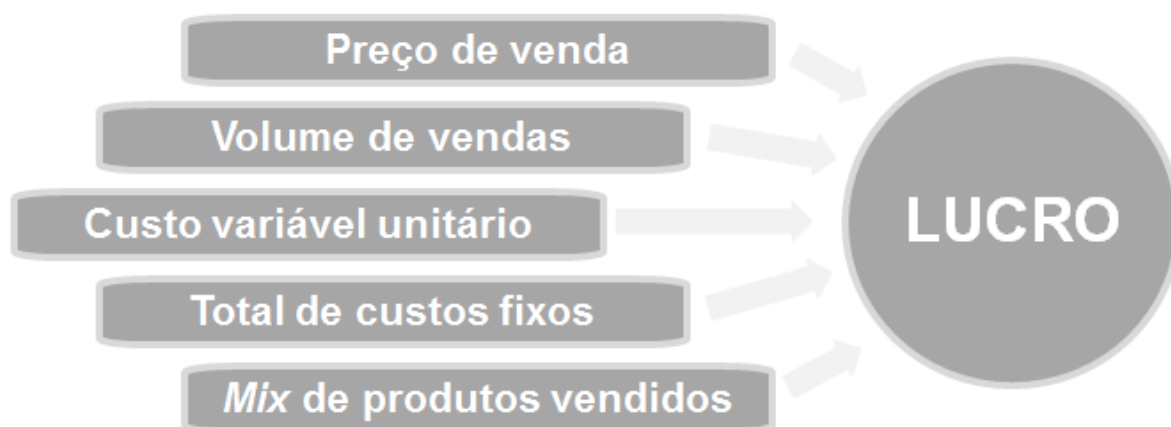 Preço de venda
Volume de vendas
Custo variável unitário
Total de custos fixos
Mix de produtos vendidos
LUCRO